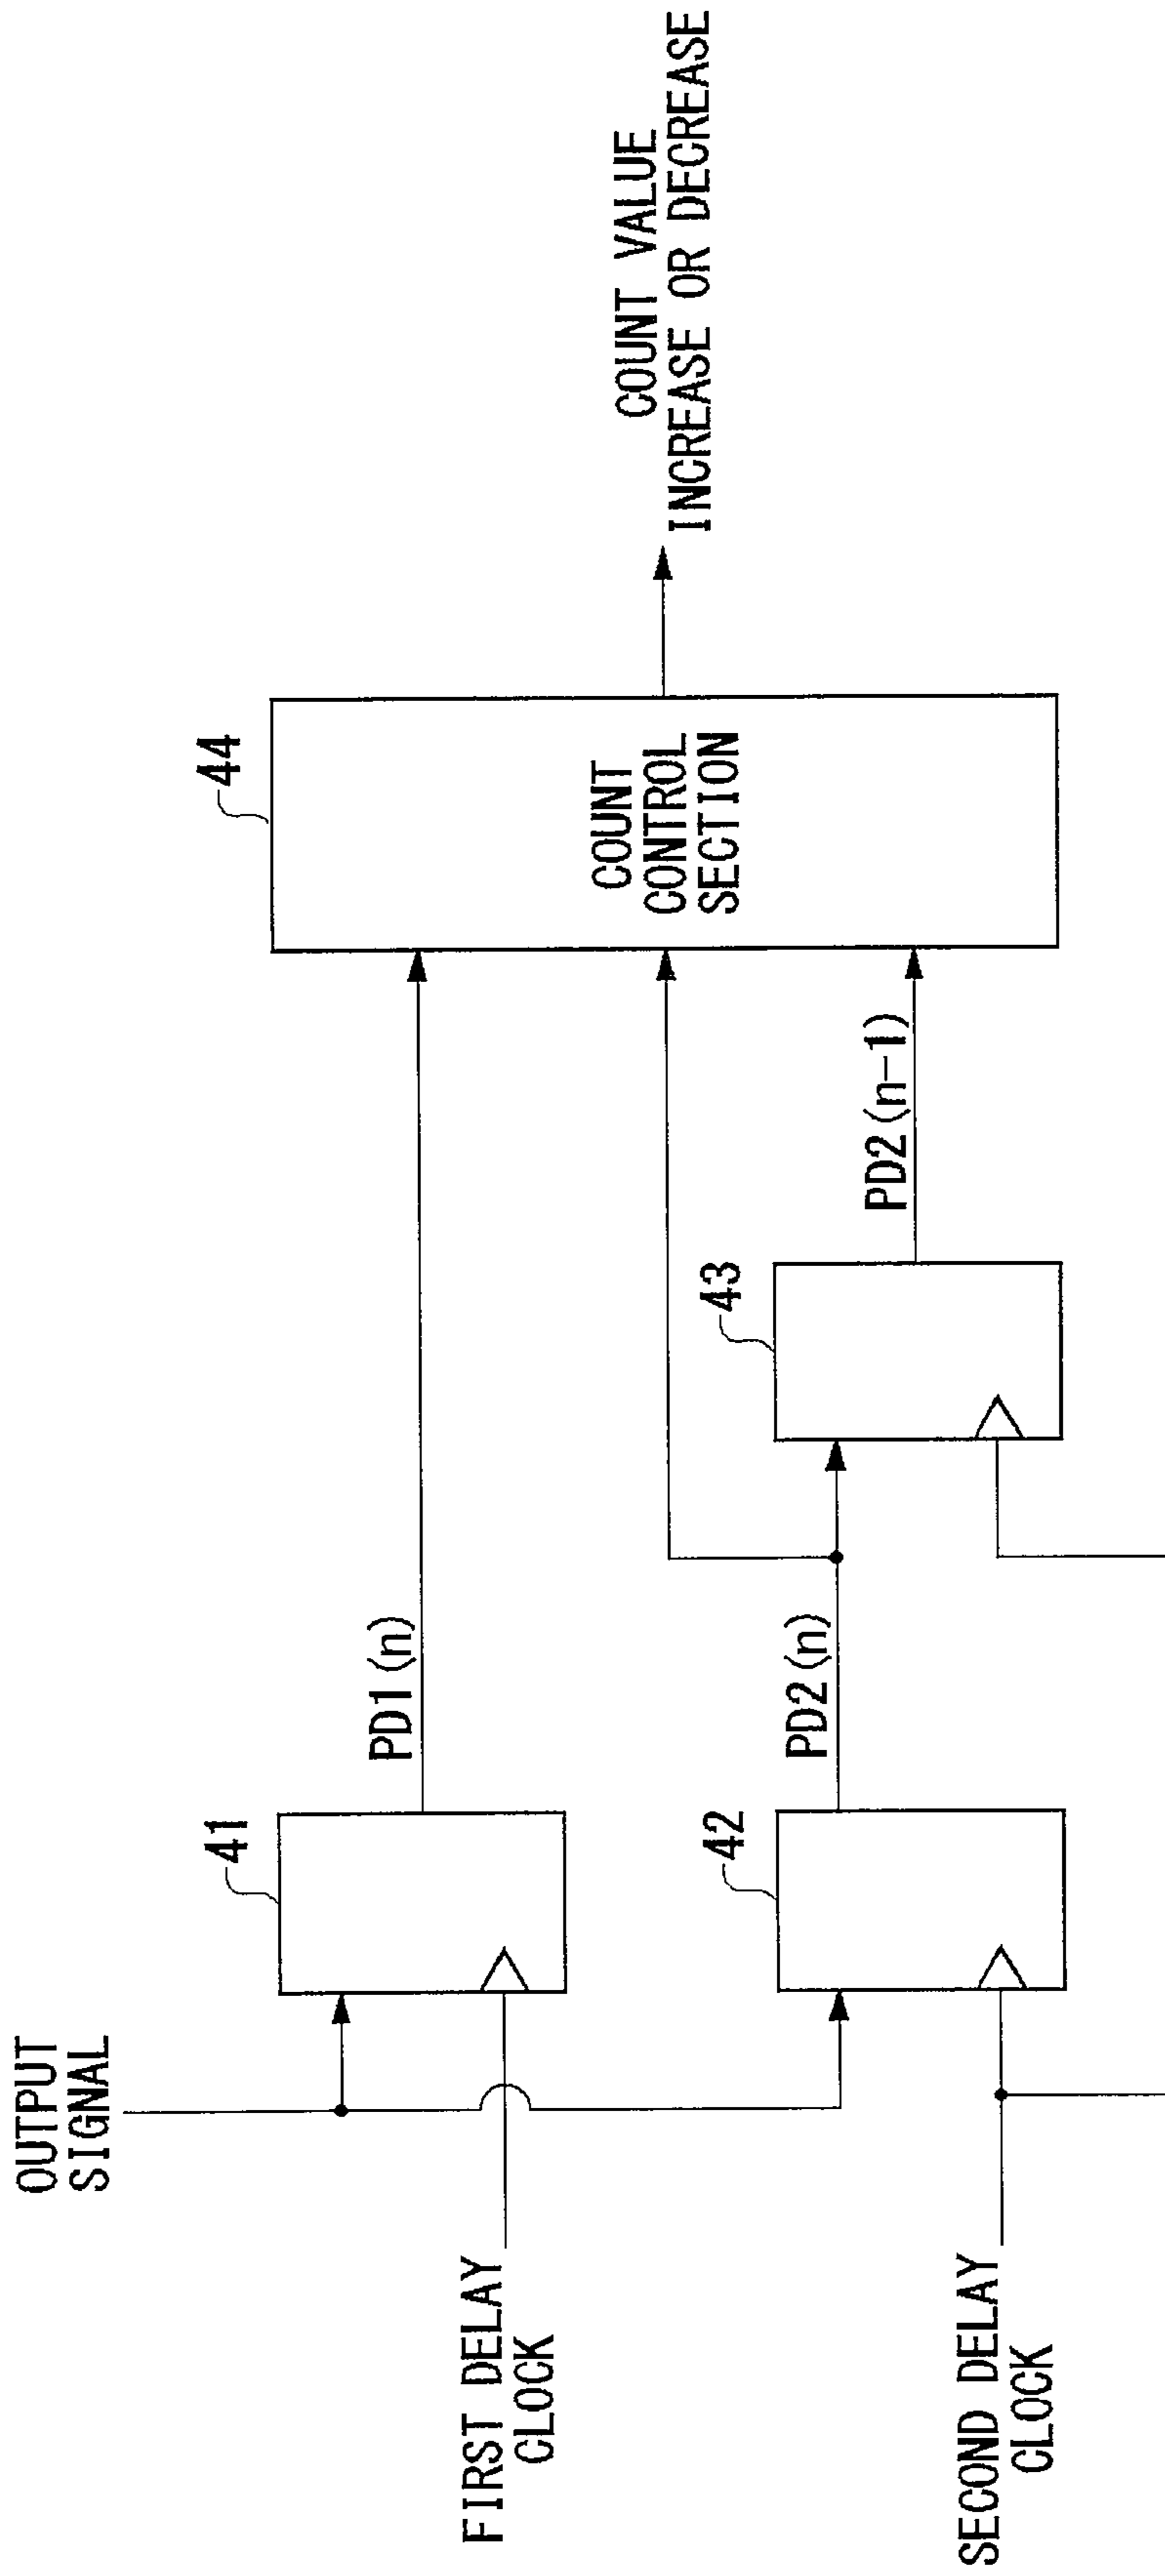 OUTPUT
SIGNAL
FIRST DELAY
CLOCK
SECOND DELAY
CLOCK
41
PD1(n)
42
PD2(n)
43
PD2(n-1)
44
COUNT
CONTROL
SECTION
COUNT VALUE
INCREASE OR DECREASE